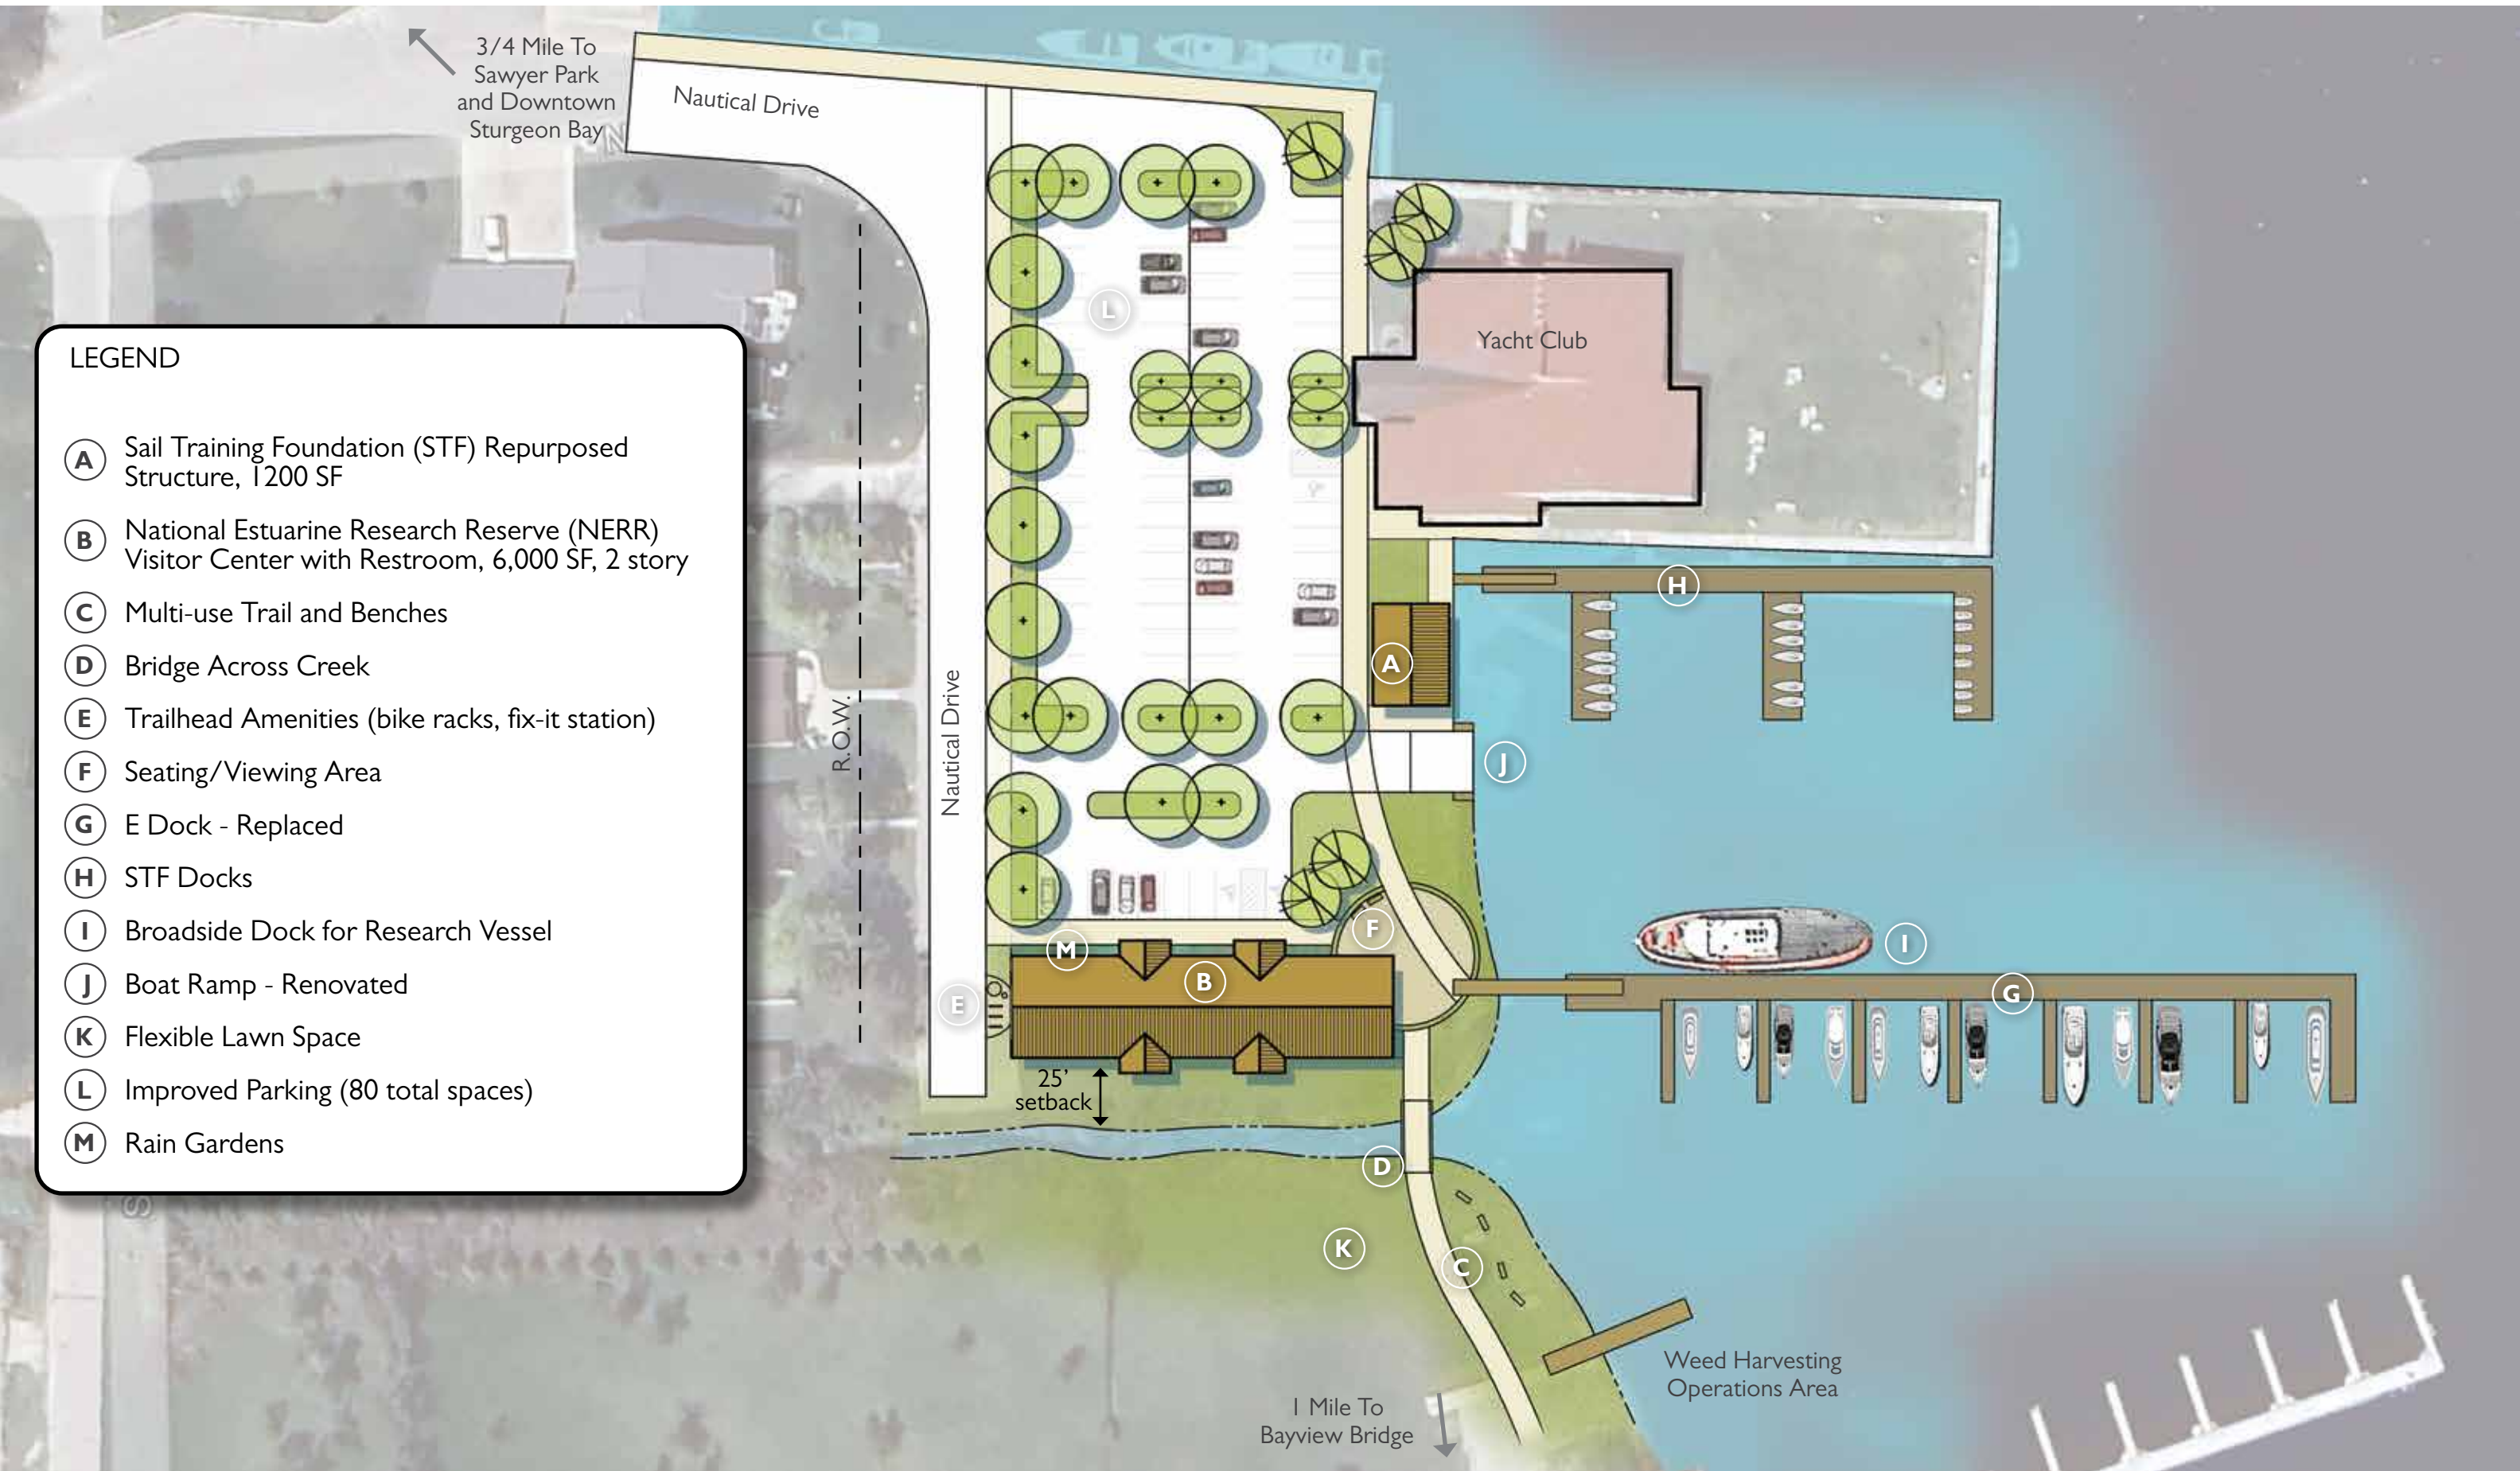 3/4 Mile To
Sawyer Park
and Downtown
Sturgeon Bay
Nautical Drive
LEGEND
A Sail Training Foundation (STF) Repurposed
Structure, 1200 SF
B National Estuarine Research Reserve (NERR)
Visitor Center with Restroom, 6,000 SF, 2 story
C Multi-use Trail and Benches
D Bridge Across Creek
E Trailhead Amenities (bike racks, fix-it station)
F Seating/Viewing Area
G E Dock - Replaced
H STF Docks
I Broadside Dock for Research Vessel
J Boat Ramp - Renovated
K Flexible Lawn Space
L Improved Parking (80 total spaces)
M Rain Gardens
R.O.W.
Nautical Drive
L
Yacht Club
H
A
J
F
M
B
I
E
G
25'
setback
D
K
C
Weed Harvesting
Operations Area
1 Mile To
Bayview Bridge
N
S